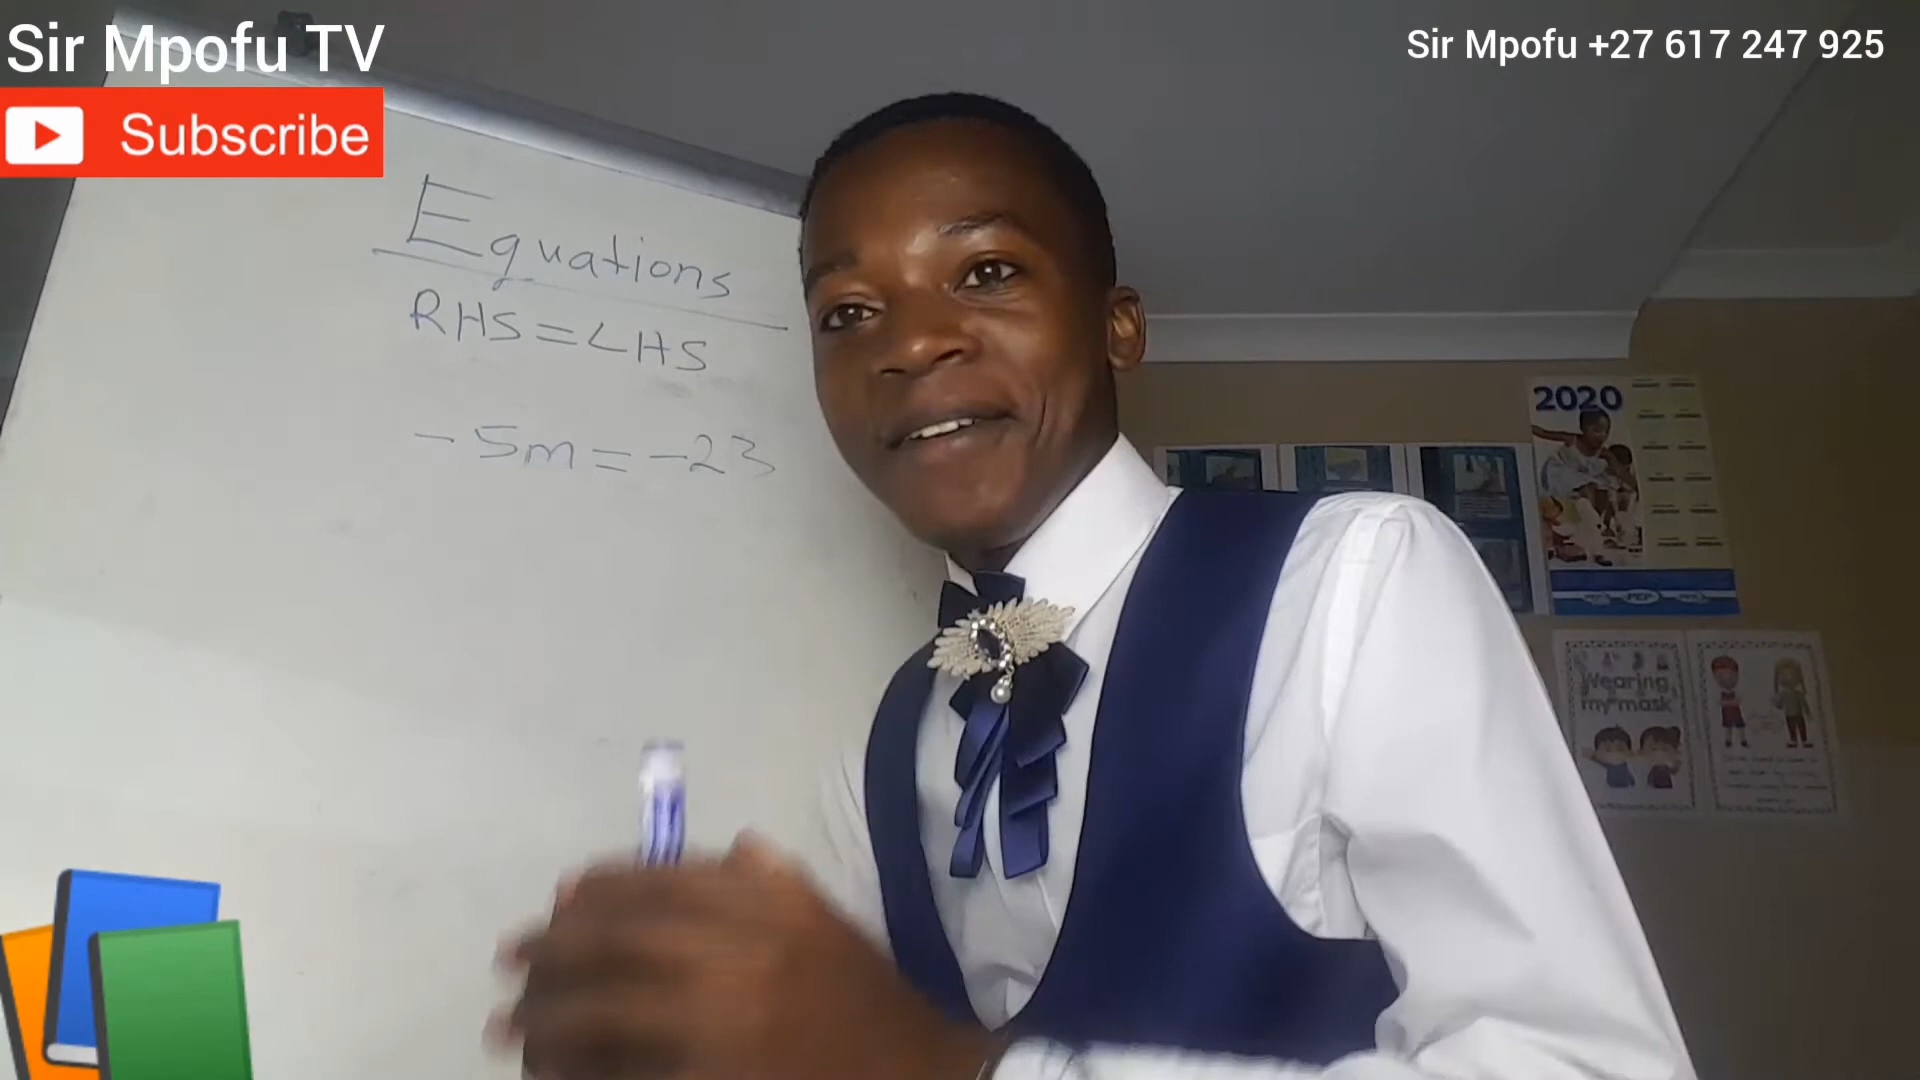 Sir Mpofu TV
Sir Mpofu +27 617 247 925
Subscribe
Equations
RHS=LHS
-5m=-23
2020
PEP
Wearing
my mask